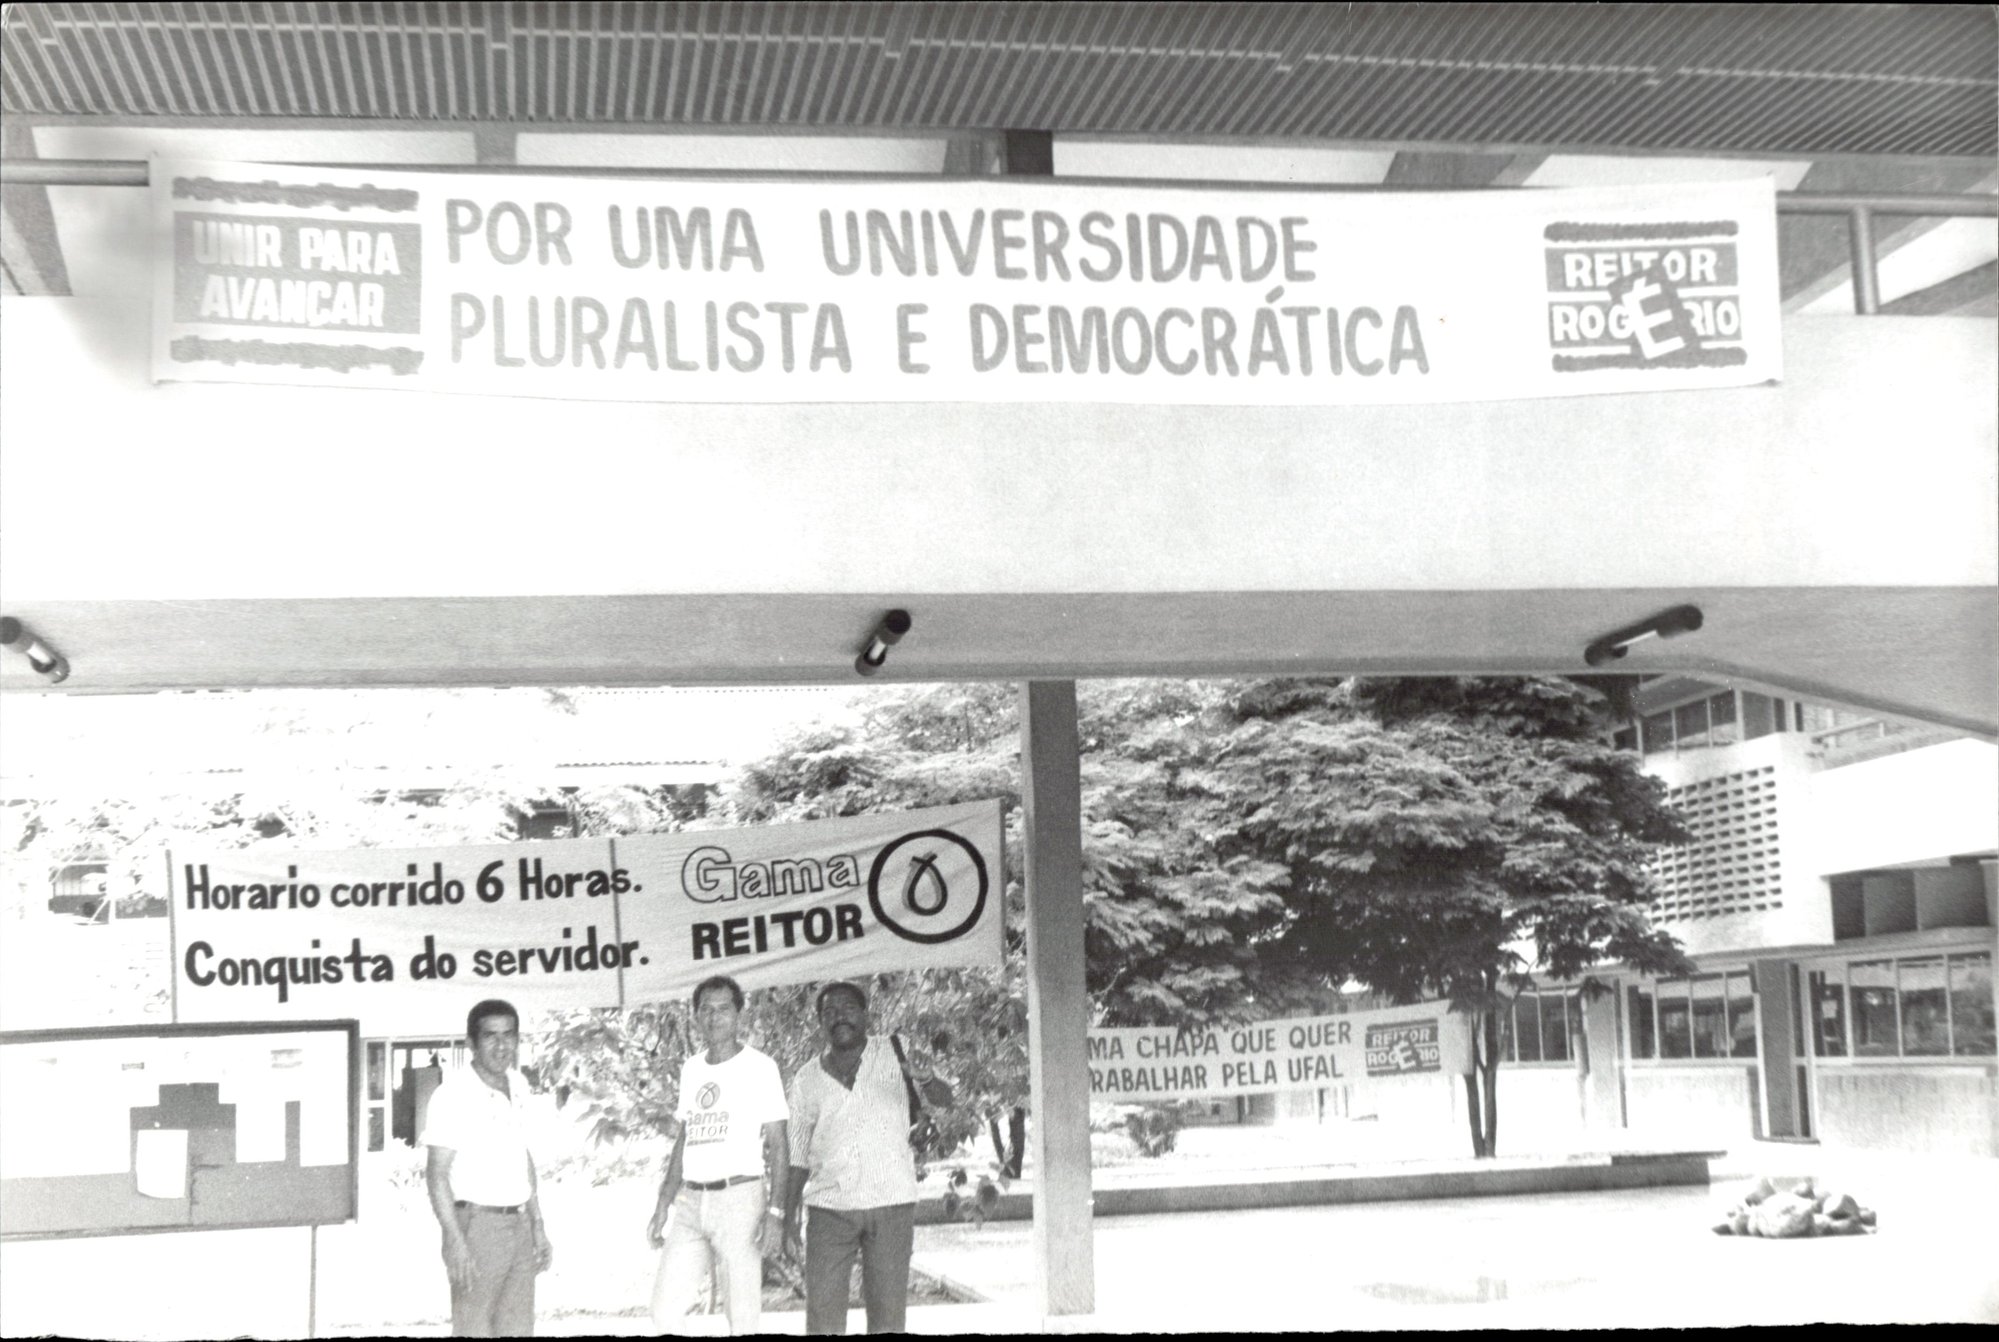 UNIR PARA
AVANÇAR
POR UMA UNIVERSIDADE
PLURALISTA E DEMOCRÁTICA
REITOR
É
ROGÉRIO
Horario corrido 6 Horas.
Conquista do servidor.
Gama
REITOR
MA CHAPA QUE QUER
RABALHAR PELA UFAL
REITOR
É
ROGÉRIO
Gama
EITOR